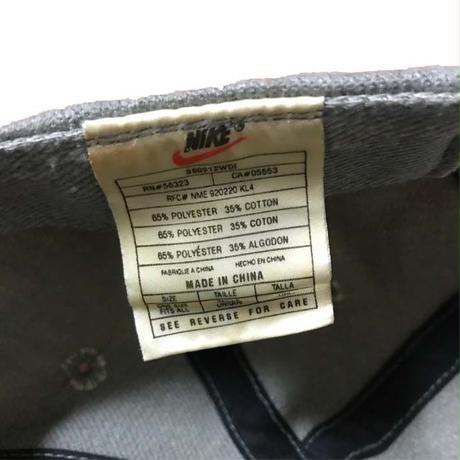 NIKE®
RN#56323 CA#05553
RFC# NME 920220 KL4
65% POLYESTER 35% COTTON
65% POLYESTER 35% COTON
65% POLYÉSTER 35% ALGODON
FABRIQUE A CHINA HECHO EN CHINA
MADE IN CHINA
SIZE TAILLE TALLA
FITS ALL
SEE REVERSE FOR CARE